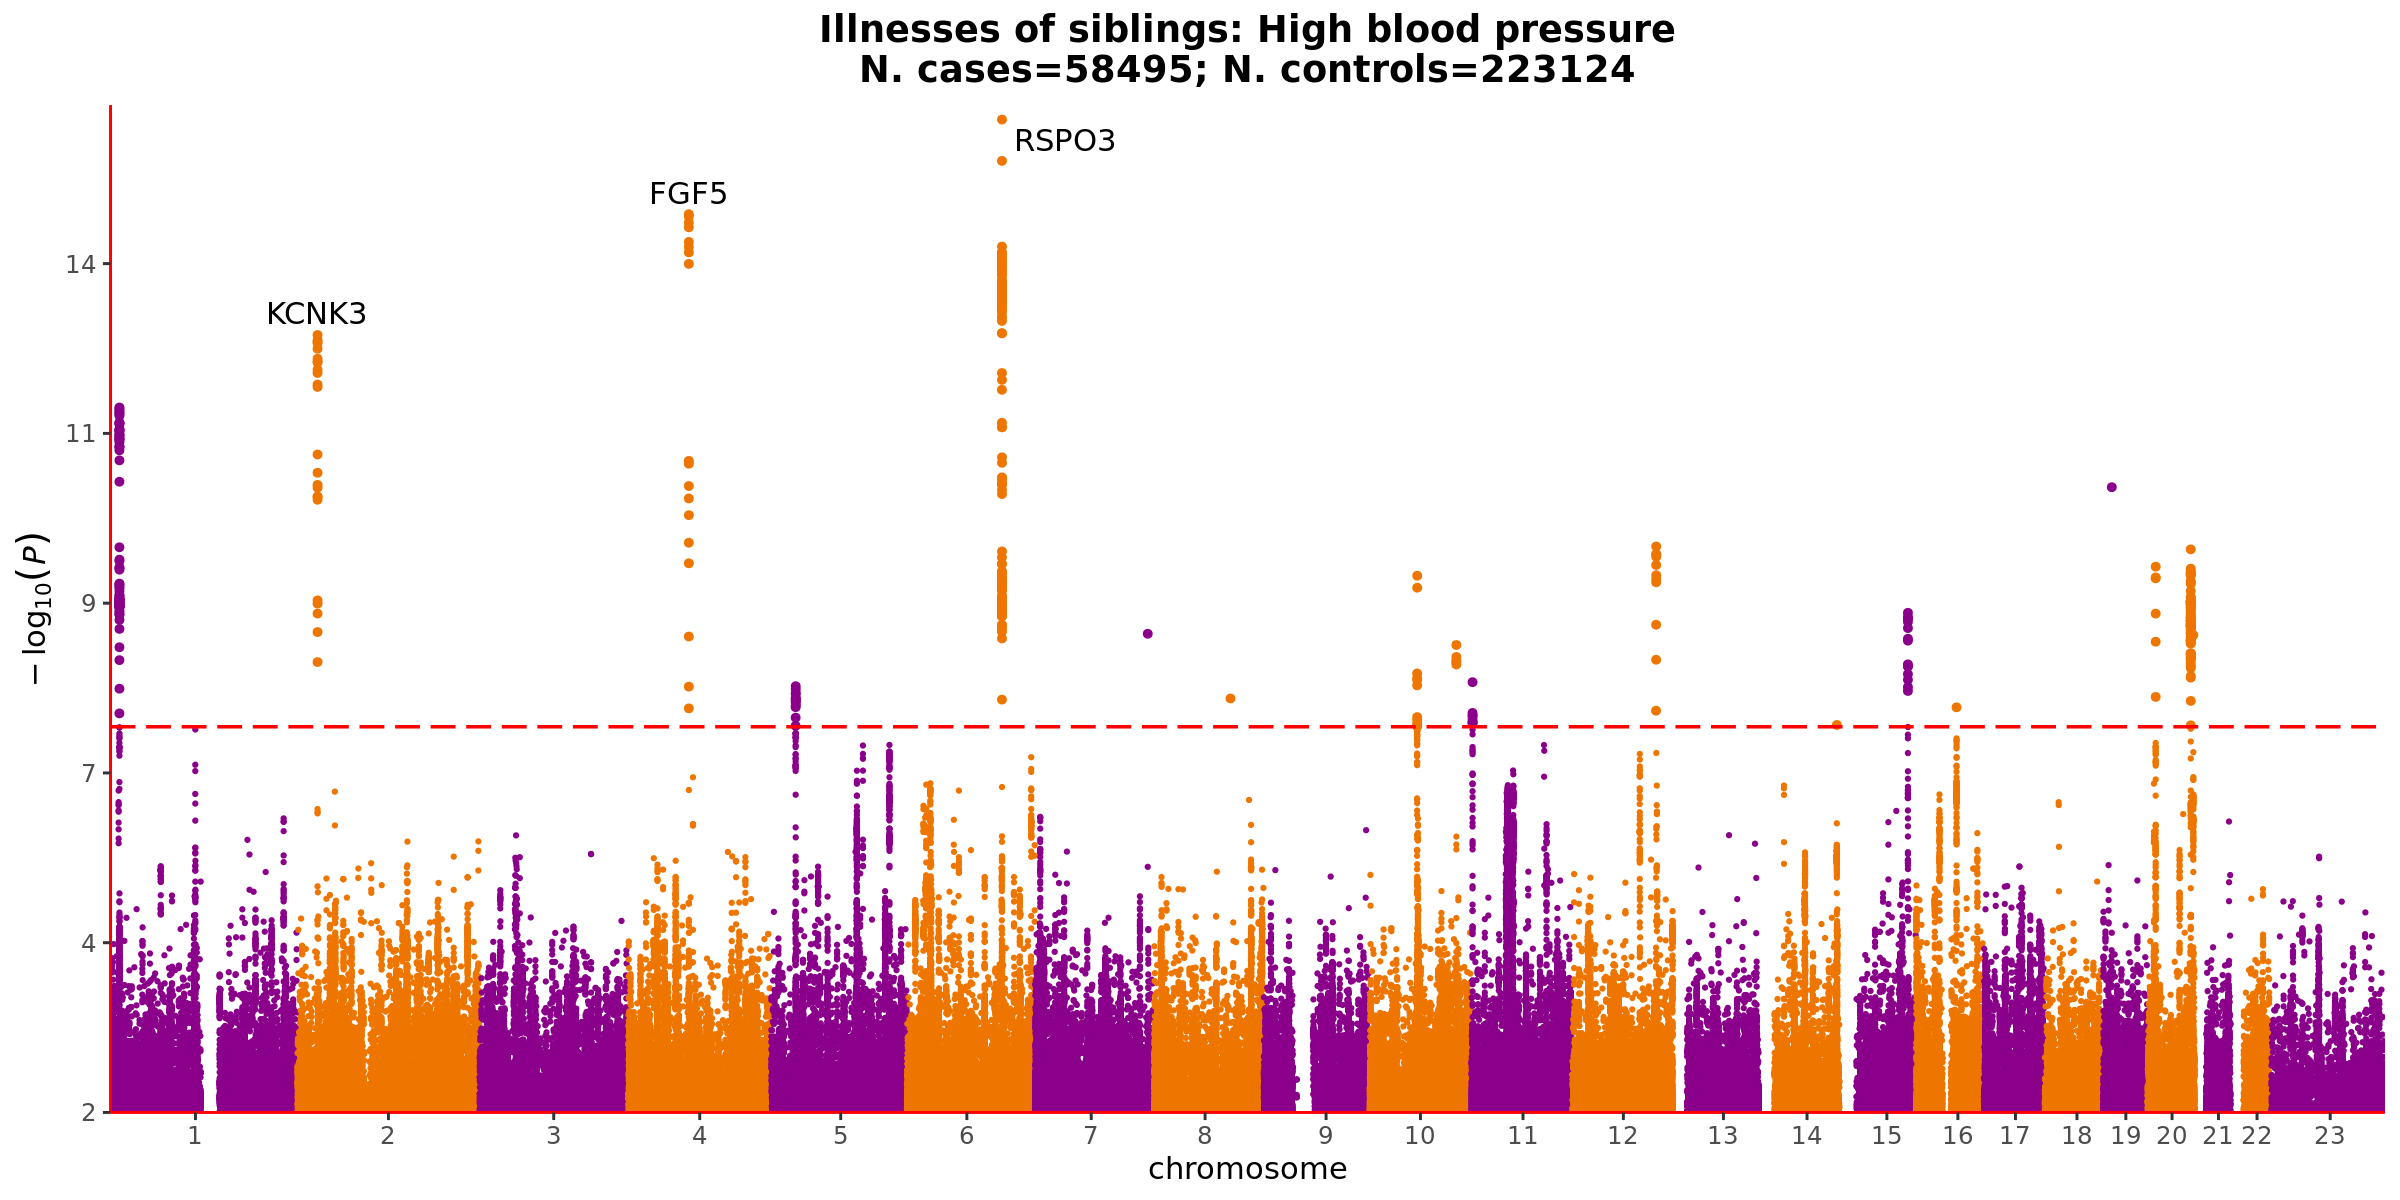 Illnesses of siblings: High blood pressure
N. cases=58495; N. controls=223124
RSPO3
FGF5
KCNK3
14
11
9
7
4
2
−log₁₀(P)
1 2 3 4 5 6 7 8 9 10 11 12 13 14 15 16 17 18 19 20 21 22 23
chromosome